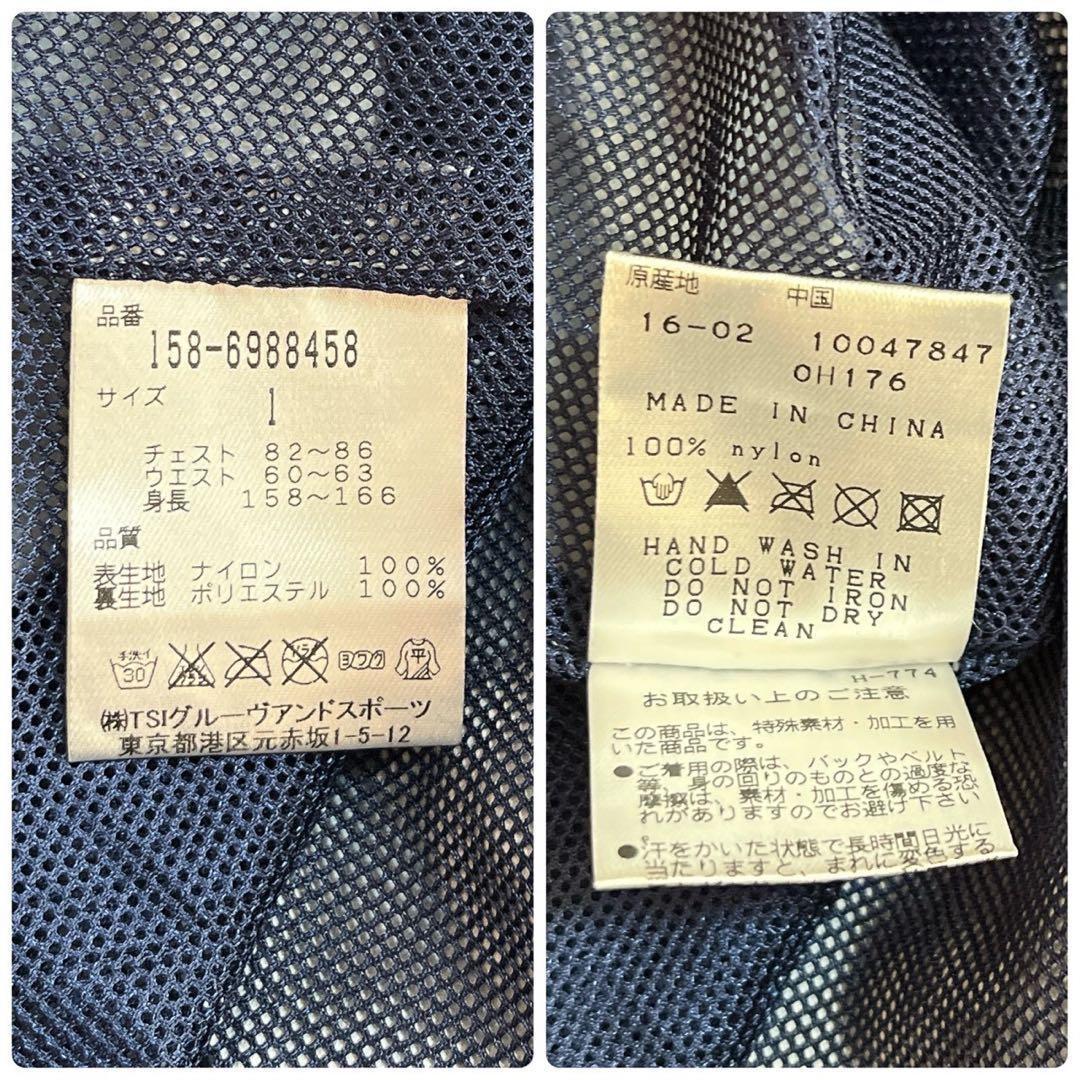 品番
158-6988458
サイズ 1
チェスト 82～86
ウエスト 60～63
身長 158～166
品質
表生地 ナイロン 100%
裏生地 ポリエステル 100%
手洗イ 30 ドライ ヨワク 平
㈱TSIグルーヴアンドスポーツ
東京都港区元赤坂1-5-12
原産地 中国
16-02 10047847
OH176
MADE IN CHINA
100% nylon
HAND WASH IN
COLD WATER
DO NOT IRON
DO NOT DRY
CLEAN
H-774
お取扱い上のご注意
この商品は、特殊素材・加工を用
いた商品です。
●ご着用の際は、バックやベルト
等、身の回りのものとの過度な
摩擦は、素材・加工を傷める恐
れがありますのでお避け下さい
●汗をかいた状態で長時間日光に
当たりますと、まれに変色する